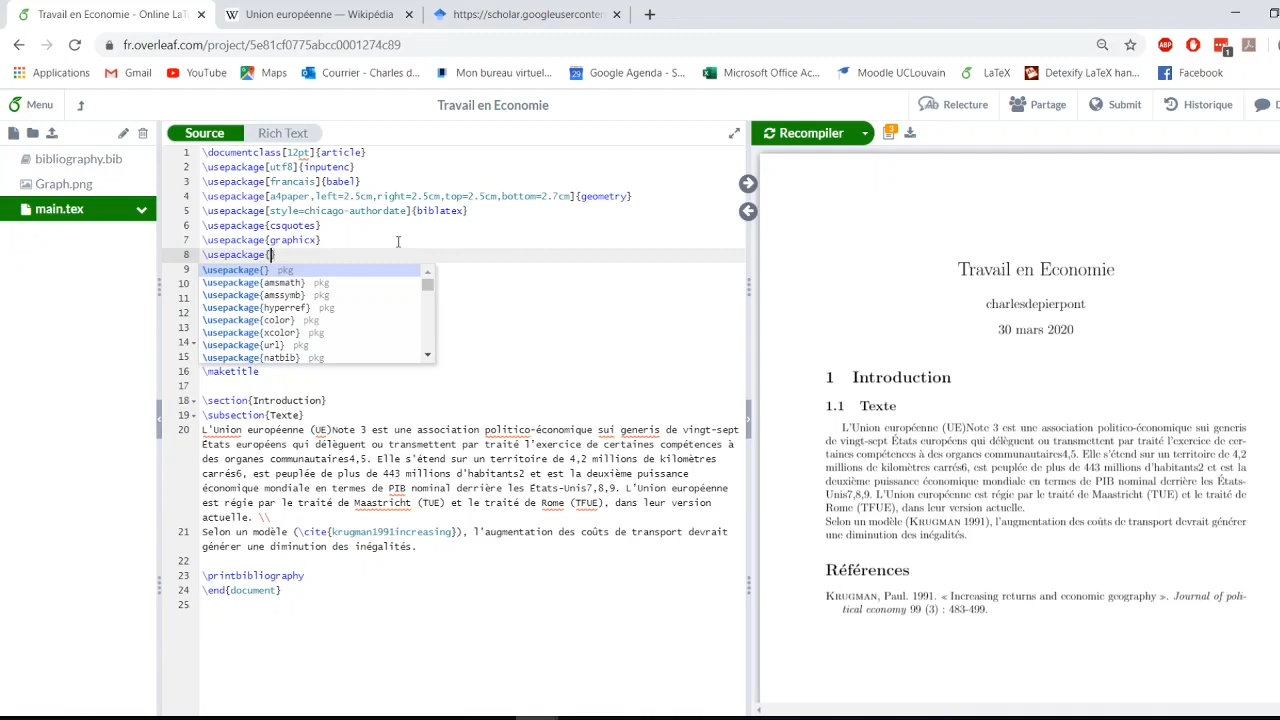 Travail en Economie - Online LaT
Union européenne — Wikipédia
https://scholar.googleusercontent
fr.overleaf.com/project/5e81cf0775abcc0001274c89
ABP
1
Applications
Gmail
YouTube
Maps
Courrier - Charles d...
Mon bureau virtuel...
Google Agenda - S...
Microsoft Office Ac...
Moodle UCLouvain
LaTeX
Detexify LaTeX han...
Facebook
Menu
Travail en Economie
Relecture
Partage
Submit
Historique
Source
Rich Text
Recompiler
3
bibliography.bib
Graph.png
main.tex
1 \documentclass[12pt]{article}
2 \usepackage[utf8]{inputenc}
3 \usepackage[francais]{babel}
4 \usepackage[a4paper,left=2.5cm,right=2.5cm,top=2.5cm,bottom=2.7cm]{geometry}
5 \usepackage[style=chicago-authordate]{biblatex}
6 \usepackage{csquotes}
7 \usepackage{graphicx}
8 \usepackage{}
9 \usepackage{} pkg
10 \usepackage{amsmath} pkg
11 \usepackage{amssymb} pkg
12 \usepackage{hyperref} pkg
\usepackage{color} pkg
13 \usepackage{xcolor} pkg
14 \usepackage{url} pkg
15 \usepackage{natbib} pkg
16 \maketitle
17
18 \section{Introduction}
19 \subsection{Texte}
20 L'Union européenne (UE)Note 3 est une association politico-économique sui generis de vingt-sept
États européens qui délèguent ou transmettent par traité l'exercice de certaines compétences à
des organes communautaires4,5. Elle s'étend sur un territoire de 4,2 millions de kilomètres
carrés6, est peuplée de plus de 443 millions d'habitants2 et est la deuxième puissance
économique mondiale en termes de PIB nominal derrière les États-Unis7,8,9. L'Union européenne
est régie par le traité de Maastricht (TUE) et le traité de Rome (TFUE), dans leur version
actuelle. \\
21 Selon un modèle (\cite{krugman1991increasing}), l'augmentation des coûts de transport devrait
générer une diminution des inégalités.
22
23 \printbibliography
24 \end{document}
25
Travail en Economie
charlesdepierpont
30 mars 2020
1 Introduction
1.1 Texte
L'Union européenne (UE)Note 3 est une association politico-économique sui generis
de vingt-sept États européens qui délèguent ou transmettent par traité l'exercice de cer-
taines compétences à des organes communautaires4,5. Elle s'étend sur un territoire de 4,2
millions de kilomètres carrés6, est peuplée de plus de 443 millions d'habitants2 et est la
deuxième puissance économique mondiale en termes de PIB nominal derrière les États-
Unis7,8,9. L'Union européenne est régie par le traité de Maastricht (TUE) et le traité de
Rome (TFUE), dans leur version actuelle.
Selon un modèle (KRUGMAN 1991), l'augmentation des coûts de transport devrait générer
une diminution des inégalités.
Références
KRUGMAN, Paul. 1991. « Increasing returns and economic geography ». Journal of poli-
tical economy 99 (3) : 483-499.